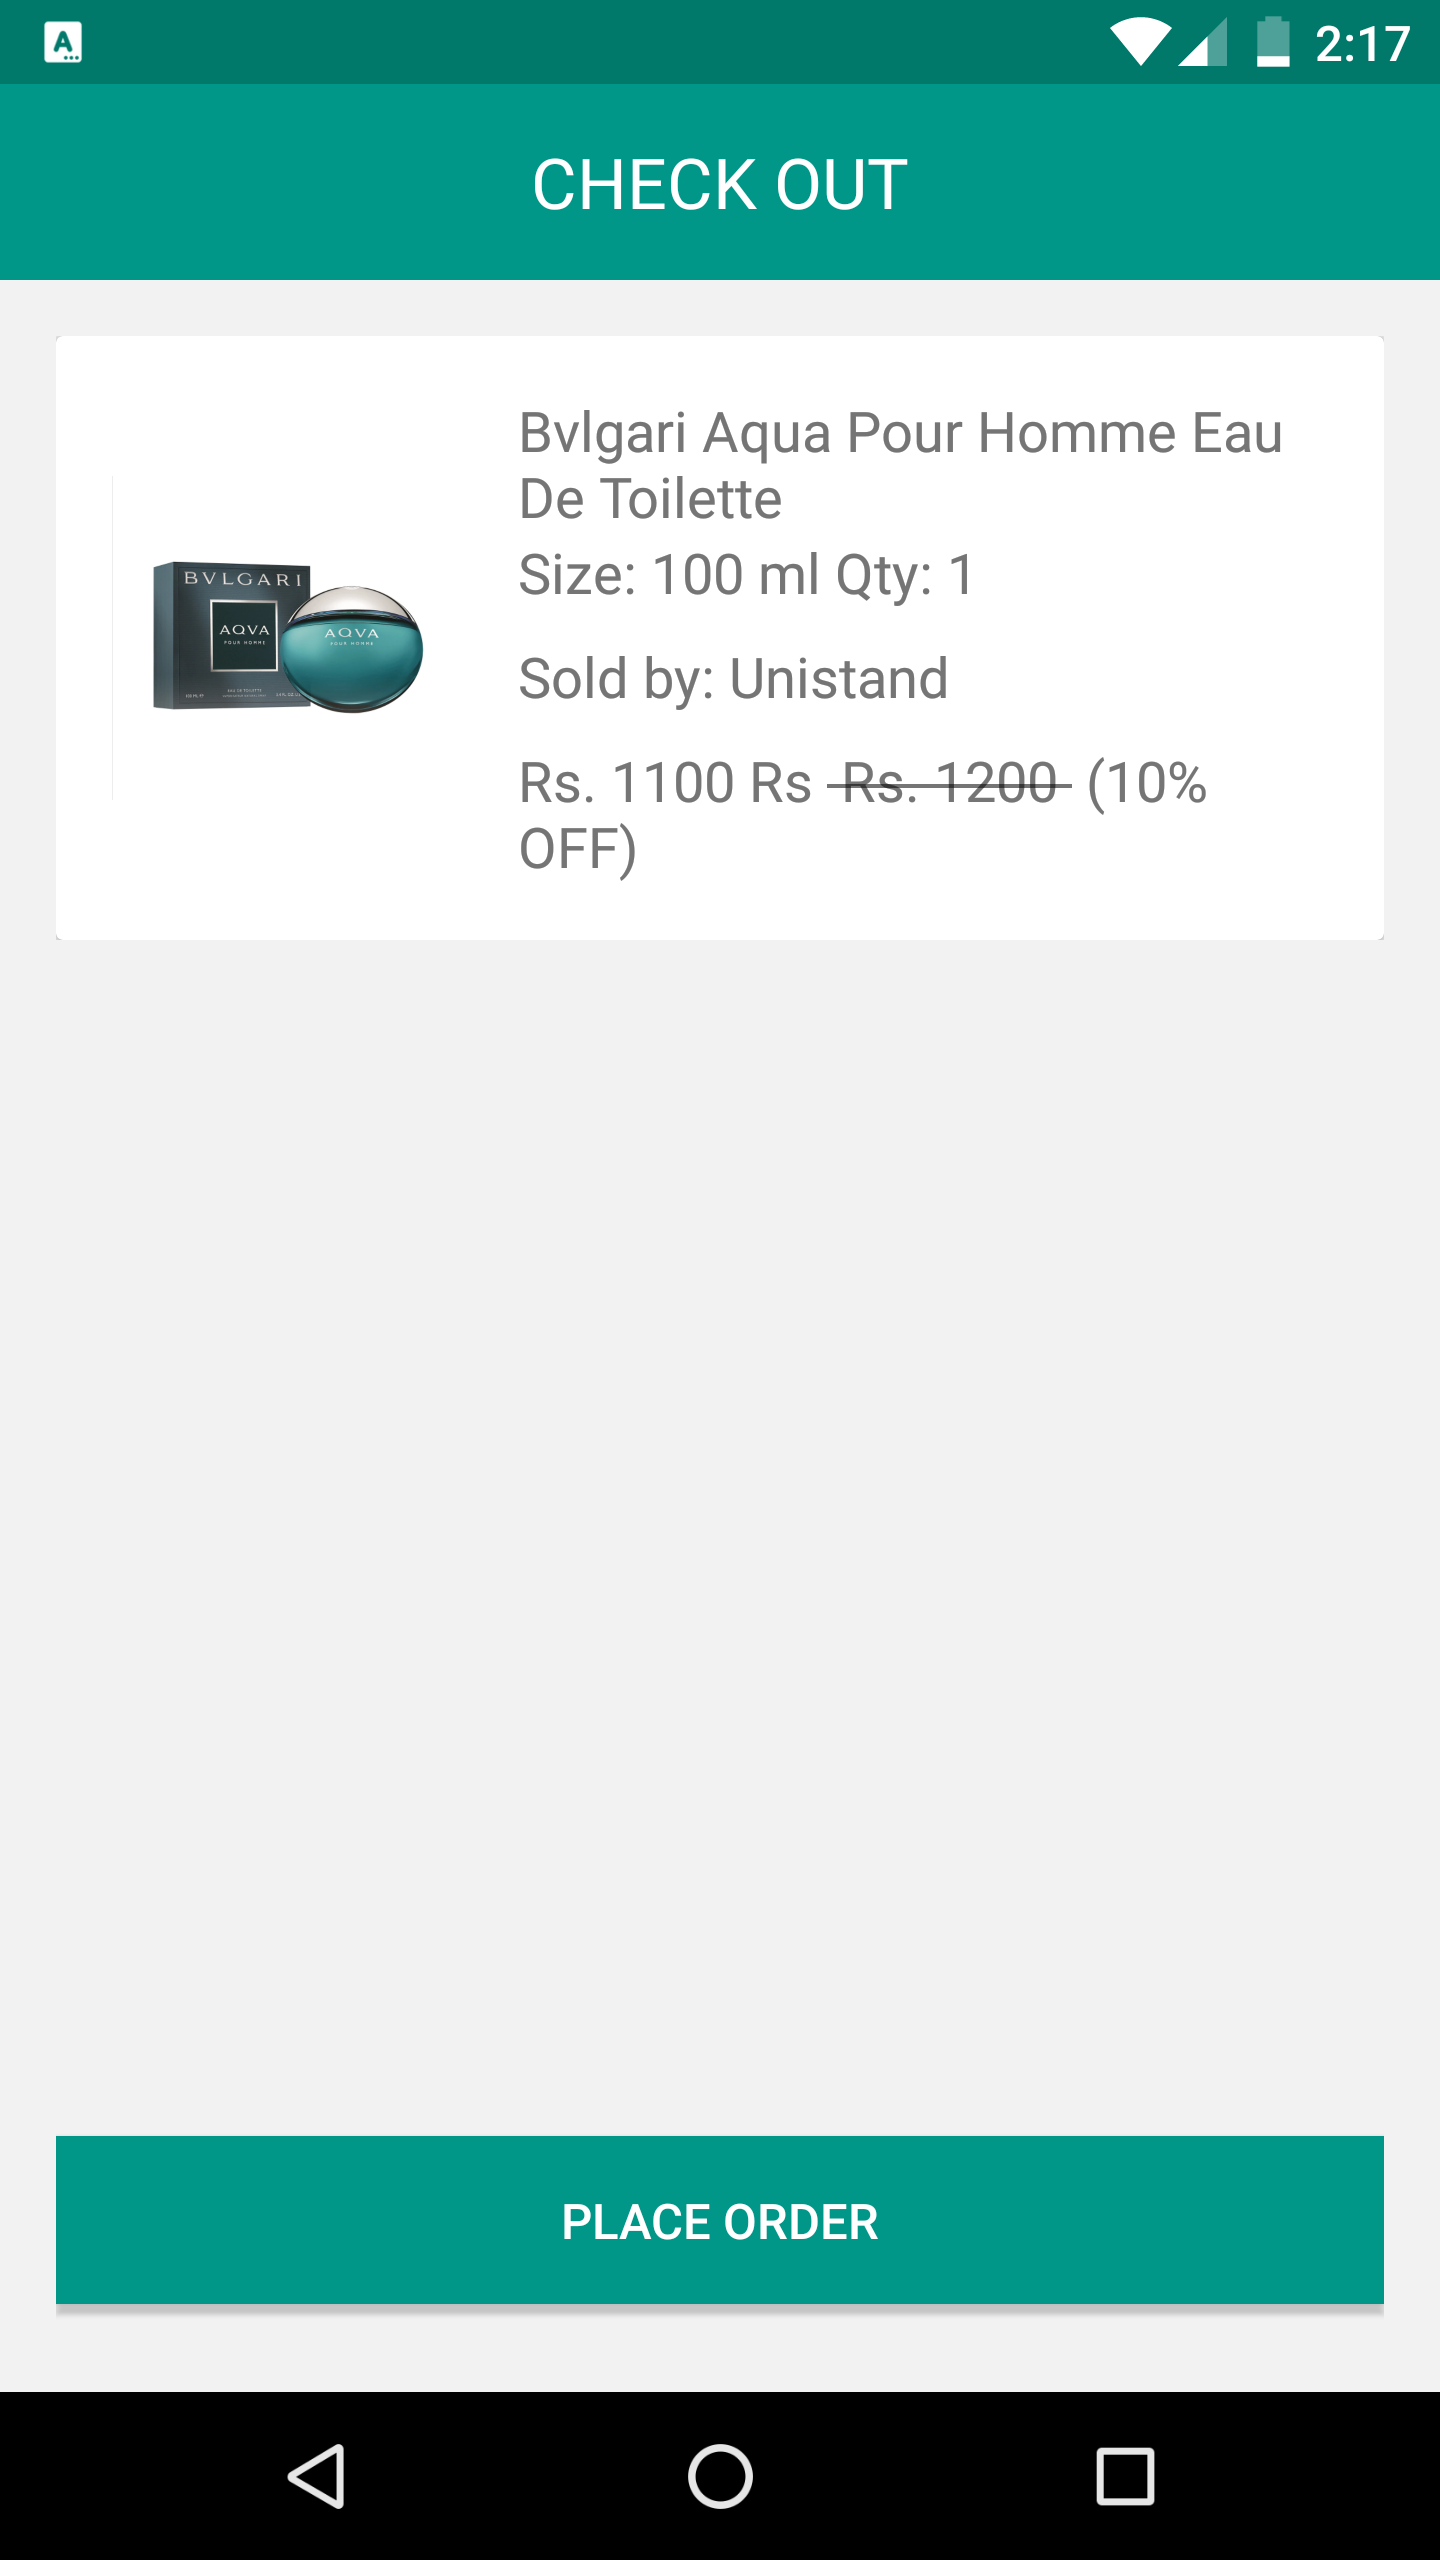 2:17
CHECK OUT
Bvlgari Aqua Pour Homme Eau
De Toilette
Size: 100 ml Qty: 1
BVLGARI
AQVA
POUR HOMME
AQVA
POUR HOMME
Sold by: Unistand
Rs. 1100 Rs Rs. 1200 (10%
OFF)
PLACE ORDER